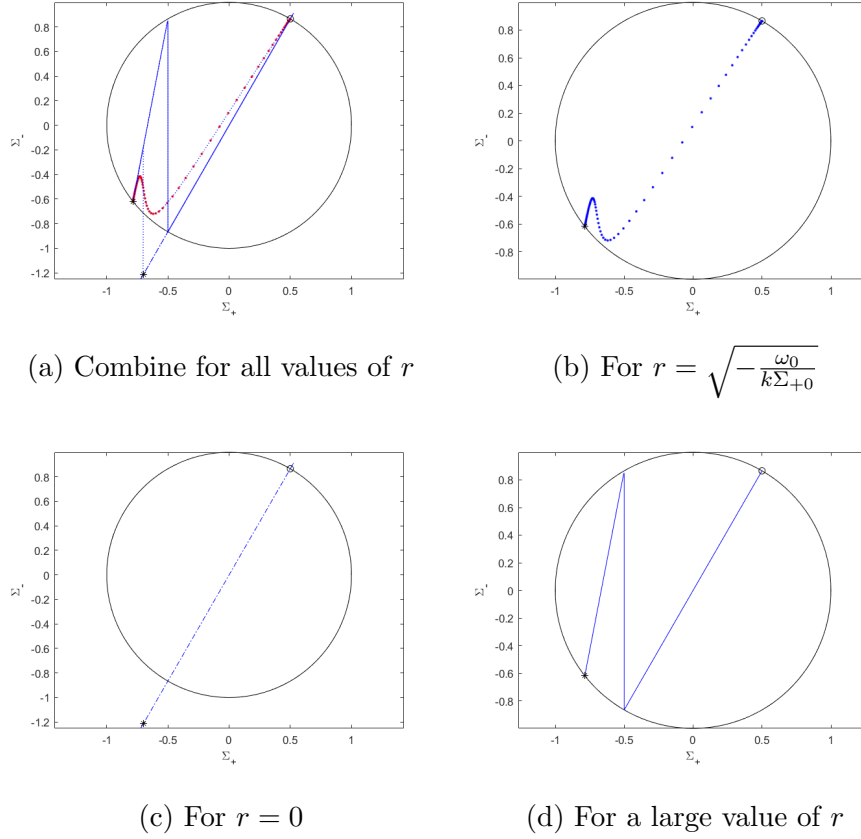 0.8
0.6
0.4
0.2
0
-0.2
-0.4
-0.6
-0.8
-1
-1.2
Σ_-
-1 -0.5 0 0.5 1
Σ_+
(a) Combine for all values of r
0.8
0.6
0.4
0.2
0
-0.2
-0.4
-0.6
-0.8
Σ_-
-1 -0.5 0 0.5 1
Σ_+
(b) For r = √(-ω_0/(kΣ_{+0}))
0.8
0.6
0.4
0.2
0
-0.2
-0.4
-0.6
-0.8
-1
-1.2
Σ_-
-1 -0.5 0 0.5 1
Σ_+
(c) For r = 0
0.8
0.6
0.4
0.2
0
-0.2
-0.4
-0.6
-0.8
Σ_-
-1 -0.5 0 0.5 1
Σ_+
(d) For a large value of r